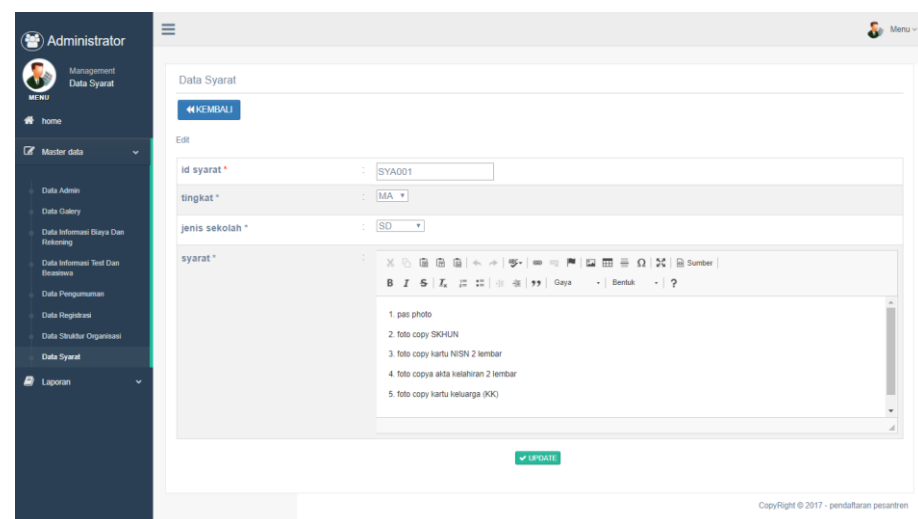 Administrator
Menu
Management
Data Syarat
MENU
home
Master data
Data Admin
Data Galery
Data Informasi Biaya Dan
Rekening
Data Informasi Test Dan
Beasiswa
Data Pengumuman
Data Registrasi
Data Struktur Organisasi
Data Syarat
Laporan
Data Syarat
KEMBALI
Edit
id syarat * : SYA001
tingkat * : MA
jenis sekolah * : SD
syarat * :
Sumber
B I S Tx Gaya Bentuk ?
1. pas photo
2. foto copy SKHUN
3. foto copy kartu NISN 2 lembar
4. foto copya akta kelahiran 2 lembar
5. foto copy kartu keluarga (KK)
UPDATE
CopyRight © 2017 - pendaftaran pesantren